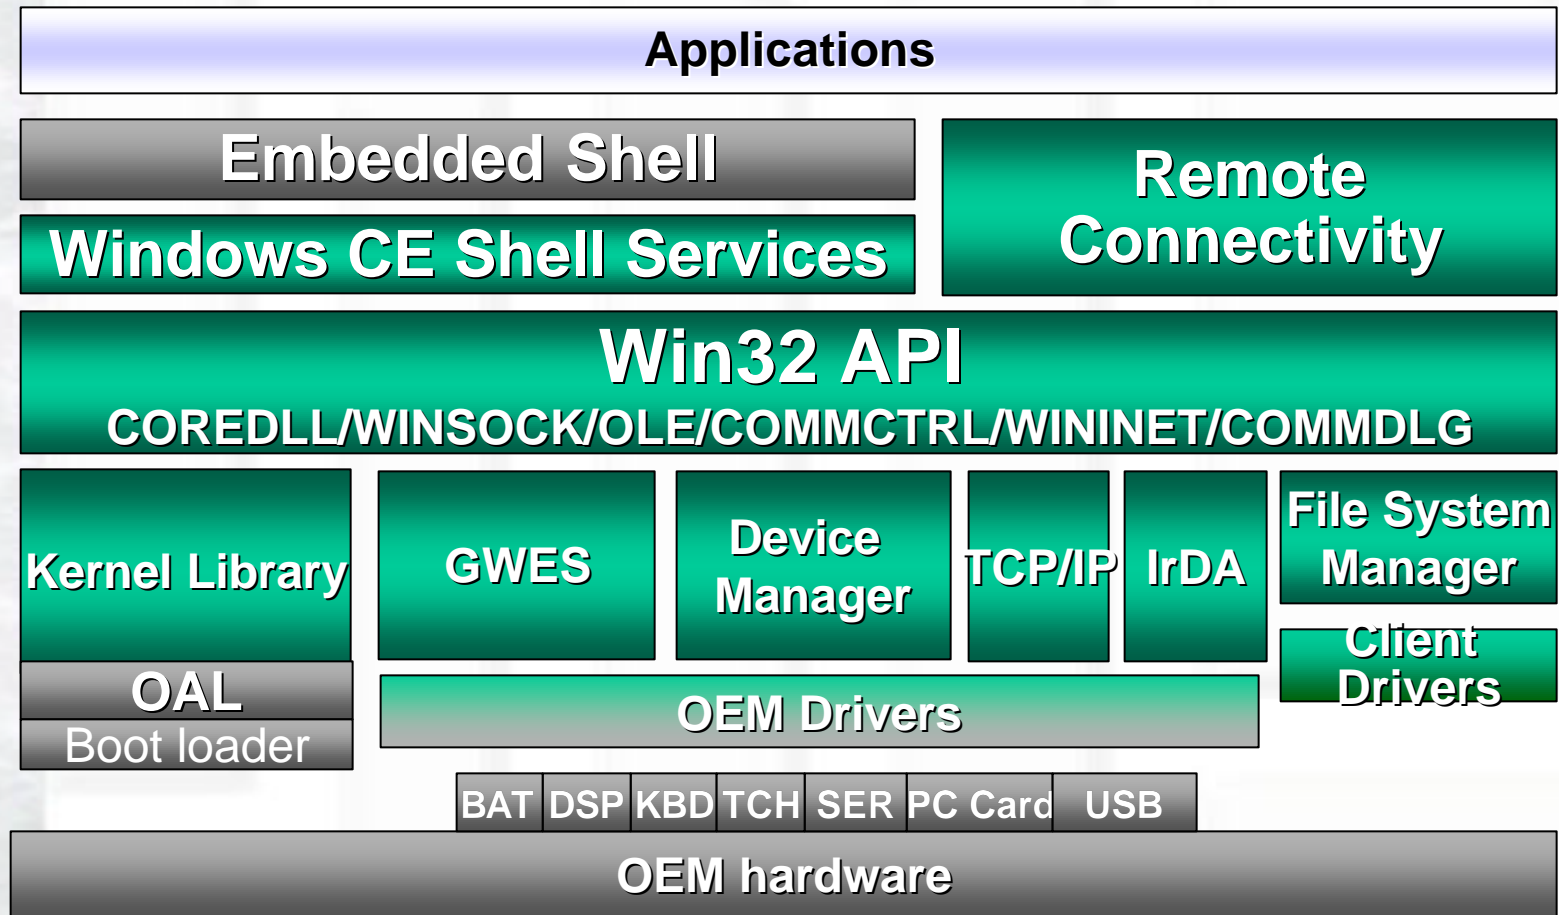 Applications
Embedded Shell
Windows CE Shell Services
Remote
Connectivity
Win32 API
COREDLL/WINSOCK/OLE/COMMCTRL/WININET/COMMDLG
Kernel Library
GWES
Device
Manager
TCP/IP
IrDA
File System
Manager
Client
Drivers
OAL
Boot loader
OEM Drivers
BAT
DSP
KBD
TCH
SER
PC Card
USB
OEM hardware